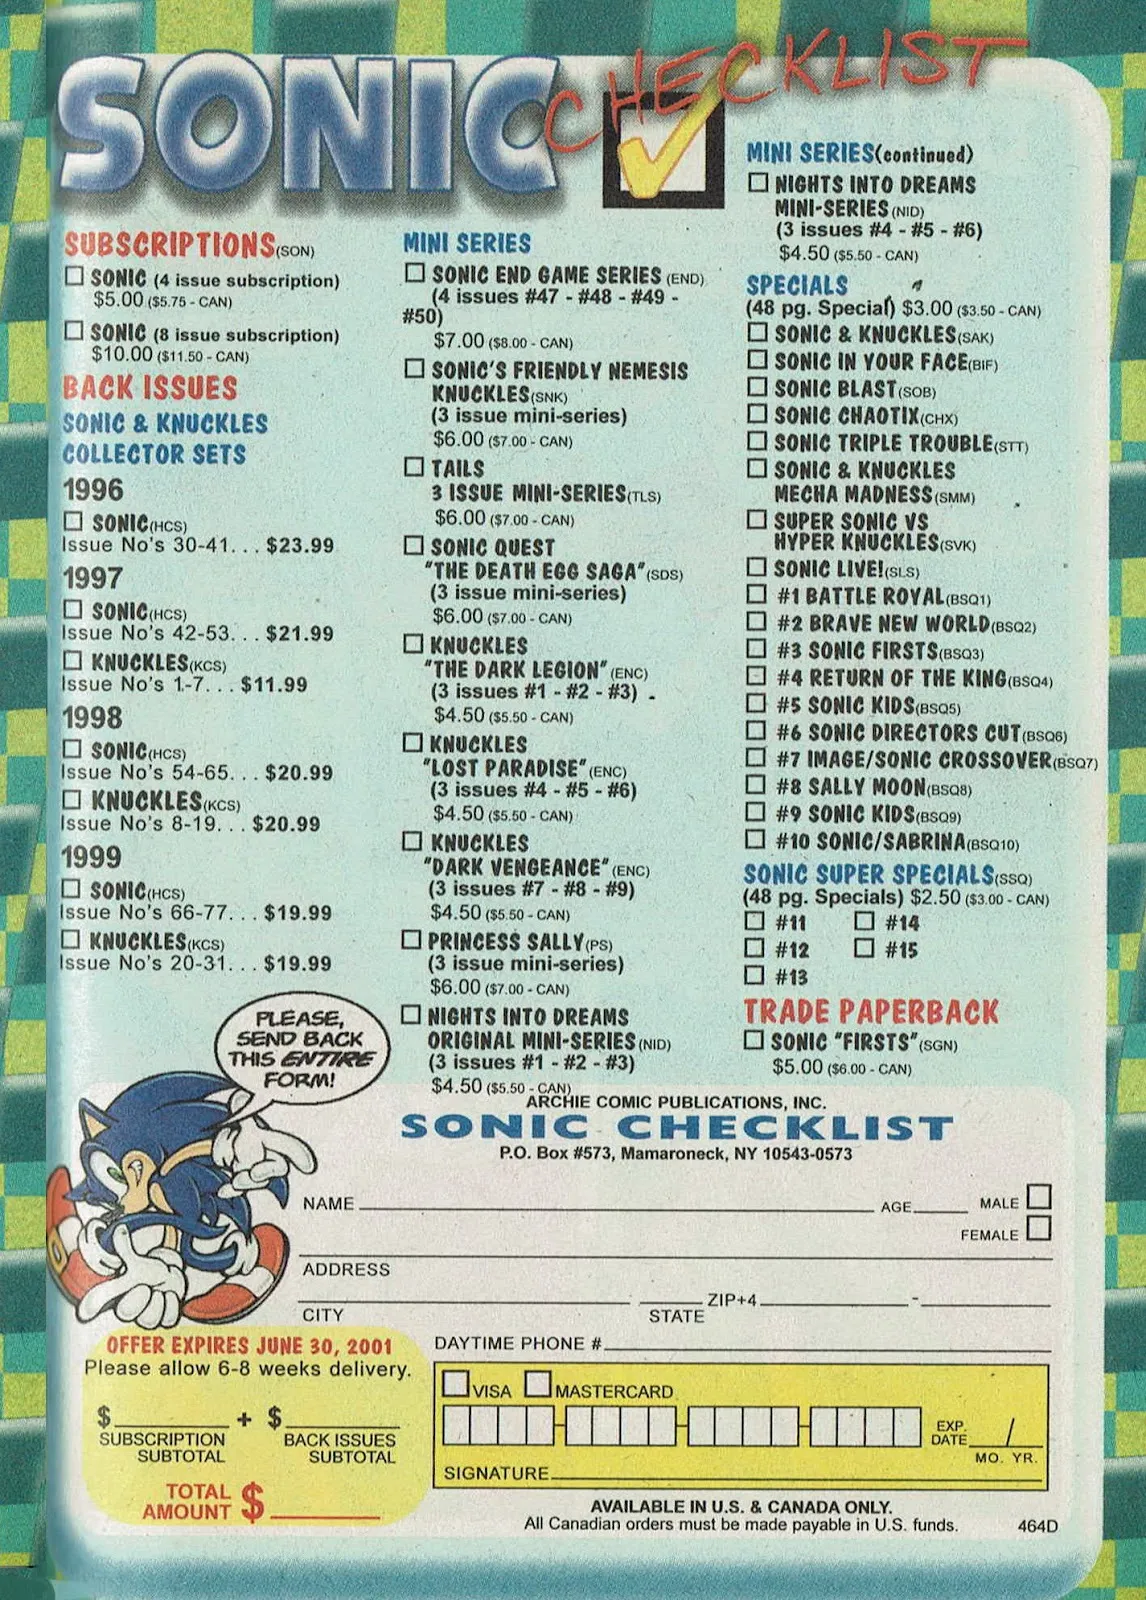 SONIC CHECKLIST
SUBSCRIPTIONS(SON)
SONIC (4 issue subscription)
$5.00 ($5.75 - CAN)
SONIC (8 issue subscription)
$10.00 ($11.50 - CAN)
BACK ISSUES
SONIC & KNUCKLES
COLLECTOR SETS
1996
SONIC(HCS)
Issue No's 30-41. . . $23.99
1997
SONIC(HCS)
Issue No's 42-53. . . $21.99
KNUCKLES(KCS)
Issue No's 1-7. . . $11.99
1998
SONIC(HCS)
Issue No's 54-65. . . $20.99
KNUCKLES(KCS)
Issue No's 8-19. . . $20.99
1999
SONIC(HCS)
Issue No's 66-77. . . $19.99
KNUCKLES(KCS)
Issue No's 20-31. . . $19.99
MINI SERIES
SONIC END GAME SERIES (END)
(4 issues #47 - #48 - #49 -
#50)
$7.00 ($8.00 - CAN)
SONIC'S FRIENDLY NEMESIS
KNUCKLES(SNK)
(3 issue mini-series)
$6.00 ($7.00 - CAN)
TAILS
3 ISSUE MINI-SERIES(TLS)
$6.00 ($7.00 - CAN)
SONIC QUEST
"THE DEATH EGG SAGA"(SDS)
(3 issue mini-series)
$6.00 ($7.00 - CAN)
KNUCKLES
"THE DARK LEGION"(ENC)
(3 issues #1 - #2 - #3)
$4.50 ($5.50 - CAN)
KNUCKLES
"LOST PARADISE"(ENC)
(3 issues #4 - #5 - #6)
$4.50 ($5.50 - CAN)
KNUCKLES
"DARK VENGEANCE"(ENC)
(3 issues #7 - #8 - #9)
$4.50 ($5.50 - CAN)
PRINCESS SALLY(PS)
(3 issue mini-series)
$6.00 ($7.00 - CAN)
NIGHTS INTO DREAMS
ORIGINAL MINI-SERIES(NID)
(3 issues #1 - #2 - #3)
$4.50 ($5.50 - CAN)
MINI SERIES(continued)
NIGHTS INTO DREAMS
MINI-SERIES(NID)
(3 issues #4 - #5 - #6)
$4.50 ($5.50 - CAN)
SPECIALS
(48 pg. Special) $3.00 ($3.50 - CAN)
SONIC & KNUCKLES(SAK)
SONIC IN YOUR FACE(BIF)
SONIC BLAST(SOB)
SONIC CHAOTIX(CHX)
SONIC TRIPLE TROUBLE(STT)
SONIC & KNUCKLES
MECHA MADNESS(SMM)
SUPER SONIC VS
HYPER KNUCKLES(SVK)
SONIC LIVE!(SLS)
#1 BATTLE ROYAL(BSQ1)
#2 BRAVE NEW WORLD(BSQ2)
#3 SONIC FIRSTS(BSQ3)
#4 RETURN OF THE KING(BSQ4)
#5 SONIC KIDS(BSQ5)
#6 SONIC DIRECTORS CUT(BSQ6)
#7 IMAGE/SONIC CROSSOVER(BSQ7)
#8 SALLY MOON(BSQ8)
#9 SONIC KIDS(BSQ9)
#10 SONIC/SABRINA(BSQ10)
SONIC SUPER SPECIALS(SSQ)
(48 pg. Specials) $2.50 ($3.00 - CAN)
#11 #14
#12 #15
#13
TRADE PAPERBACK
SONIC "FIRSTS"(SGN)
$5.00 ($6.00 - CAN)
PLEASE,
SEND BACK
THIS ENTIRE
FORM!
ARCHIE COMIC PUBLICATIONS, INC.
SONIC CHECKLIST
P.O. Box #573, Mamaroneck, NY 10543-0573
NAME AGE MALE
FEMALE
ADDRESS
CITY STATE ZIP+4 -
DAYTIME PHONE #
OFFER EXPIRES JUNE 30, 2001
Please allow 6-8 weeks delivery.
$ + $
SUBSCRIPTION SUBTOTAL
BACK ISSUES SUBTOTAL
TOTAL AMOUNT $
VISA MASTERCARD
EXP. DATE /
MO. YR.
SIGNATURE
AVAILABLE IN U.S. & CANADA ONLY.
All Canadian orders must be made payable in U.S. funds. 464D